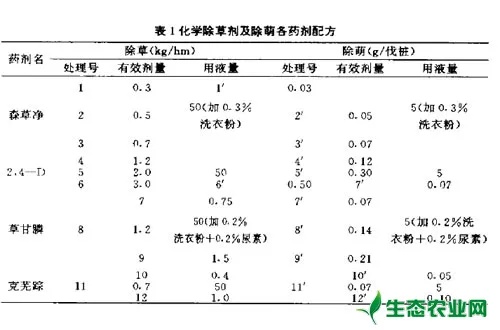 表1 化学除草剂及除萌各药剂配方
药剂名 除草(kg/hm) 除萌(g/伐桩)
处理号 有效剂量 用液量 处理号 有效剂量 用液量
1 0.3 1′ 0.03
森草净 2 0.5 50(加0.3%洗衣粉) 2′ 0.05 5(加0.3%洗衣粉)
3 0.7 3′ 0.07
4 1.2 4′ 0.12
2,4—D 5 2.0 50 5′ 0.30 5
6 3.0 6′ 0.50 7′ 0.07
7 0.75 7′ 0.07
草甘膦 8 1.2 50(加0.2%洗衣粉+0.2%尿素) 8′ 0.14 5(加0.2%洗衣粉+0.2%尿素)
9 1.5 9′ 0.21
10 0.4 10′ 0.05
克芜踪 11 0.7 50 11′ 0.07 5
12 1.0 12′ 0.10
生态农业网